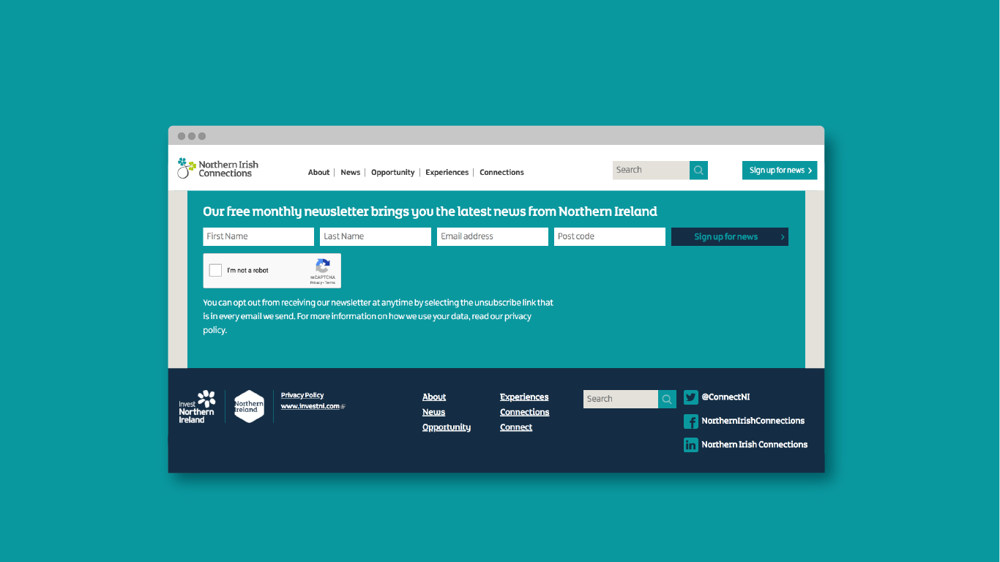 Northern Irish
Connections
About
News
Opportunity
Experiences
Connections
Search
Sign up for news
Our free monthly newsletter brings you the latest news from Northern Ireland
First Name
Last Name
Email address
Post code
Sign up for news
I'm not a robot
reCAPTCHA
Privacy - Terms
You can opt out from receiving our newsletter at anytime by selecting the unsubscribe link that
is in every email we send. For more information on how we use your data, read our privacy
policy.
Invest
Northern
Ireland
Northern
Ireland
Privacy Policy
www.investni.com
About
News
Opportunity
Experiences
Connections
Connect
Search
@ConnectNI
NorthernIrishConnections
Northern Irish Connections